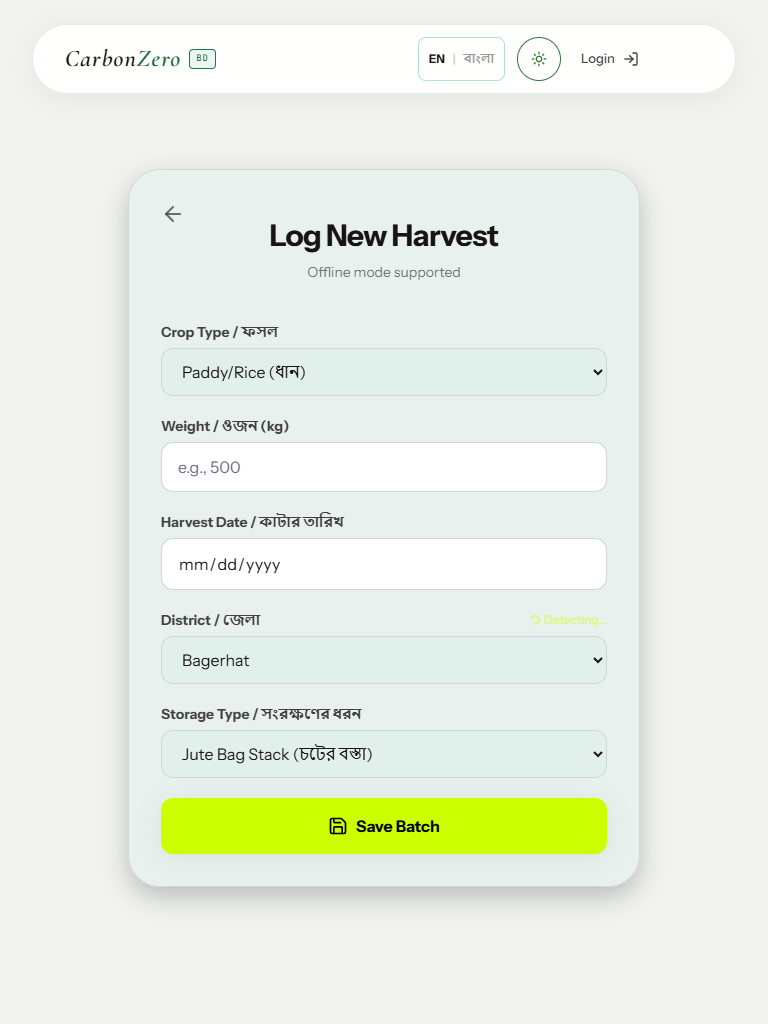 CarbonZero BD
EN | বাংলা
Login
Log New Harvest
Offline mode supported
Crop Type / ফসল
Paddy/Rice (ধান)
Weight / ওজন (kg)
e.g., 500
Harvest Date / কাটার তারিখ
mm/dd/yyyy
District / জেলা
Detecting...
Bagerhat
Storage Type / সংরক্ষণের ধরন
Jute Bag Stack (চটের বস্তা)
Save Batch